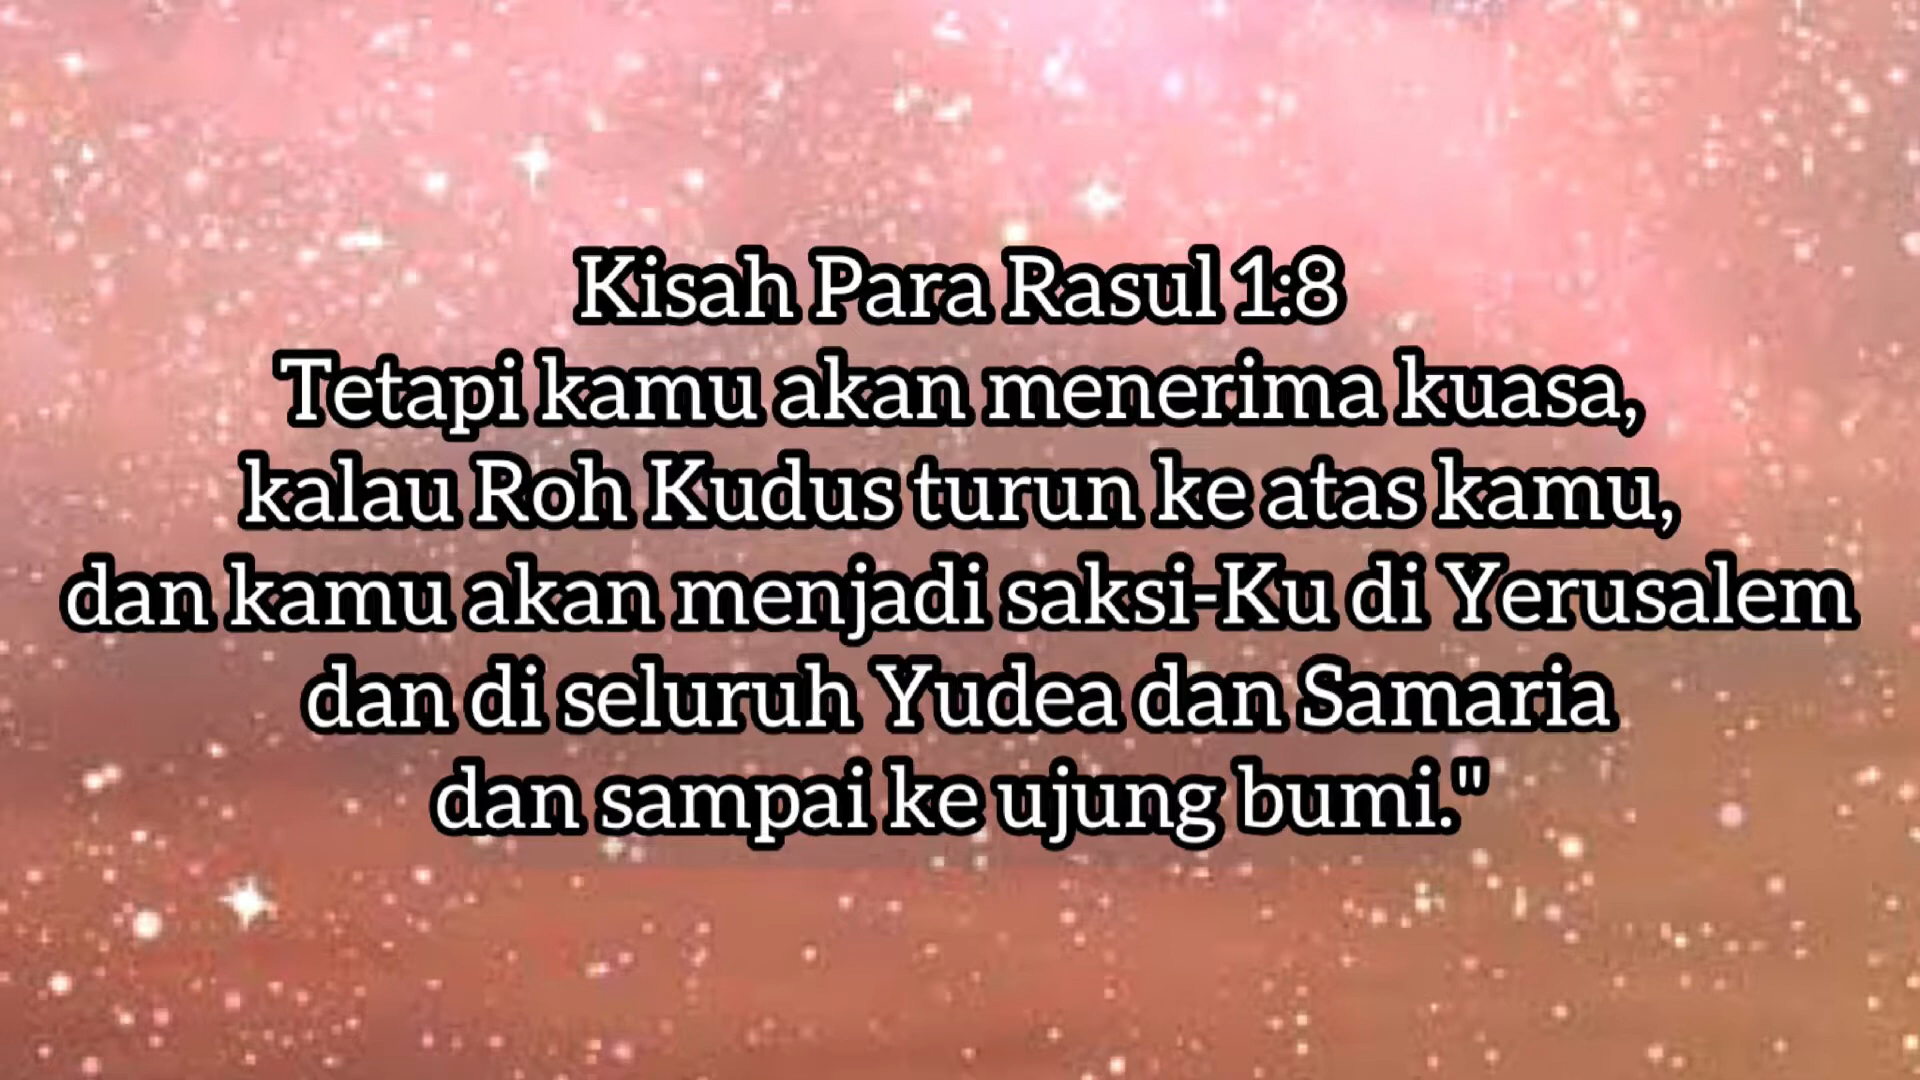 Kisah Para Rasul 1:8
Tetapi kamu akan menerima kuasa,
kalau Roh Kudus turun ke atas kamu,
dan kamu akan menjadi saksi-Ku di Yerusalem
dan di seluruh Yudea dan Samaria
dan sampai ke ujung bumi."